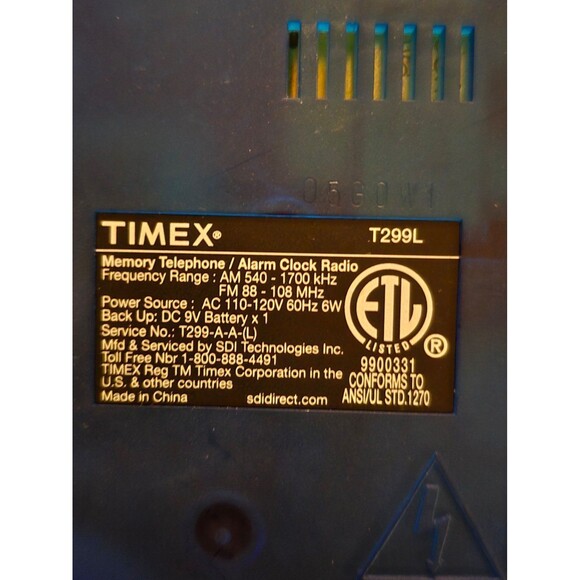 TIMEX® T299L
Memory Telephone / Alarm Clock Radio
Frequency Range : AM 540 - 1700 kHz
FM 88 - 108 MHz
Power Source : AC 110-120V 60Hz 6W
Back Up: DC 9V Battery x 1
Service No.: T299-A-A-(L)
Mfd & Serviced by SDI Technologies Inc.
Toll Free Nbr 1-800-888-4491
TIMEX Reg TM Timex Corporation in the
U.S. & other countries
Made in China sdidirect.com
ETL
LISTED
®
9900331
CONFORMS TO
ANSI/UL STD.1270